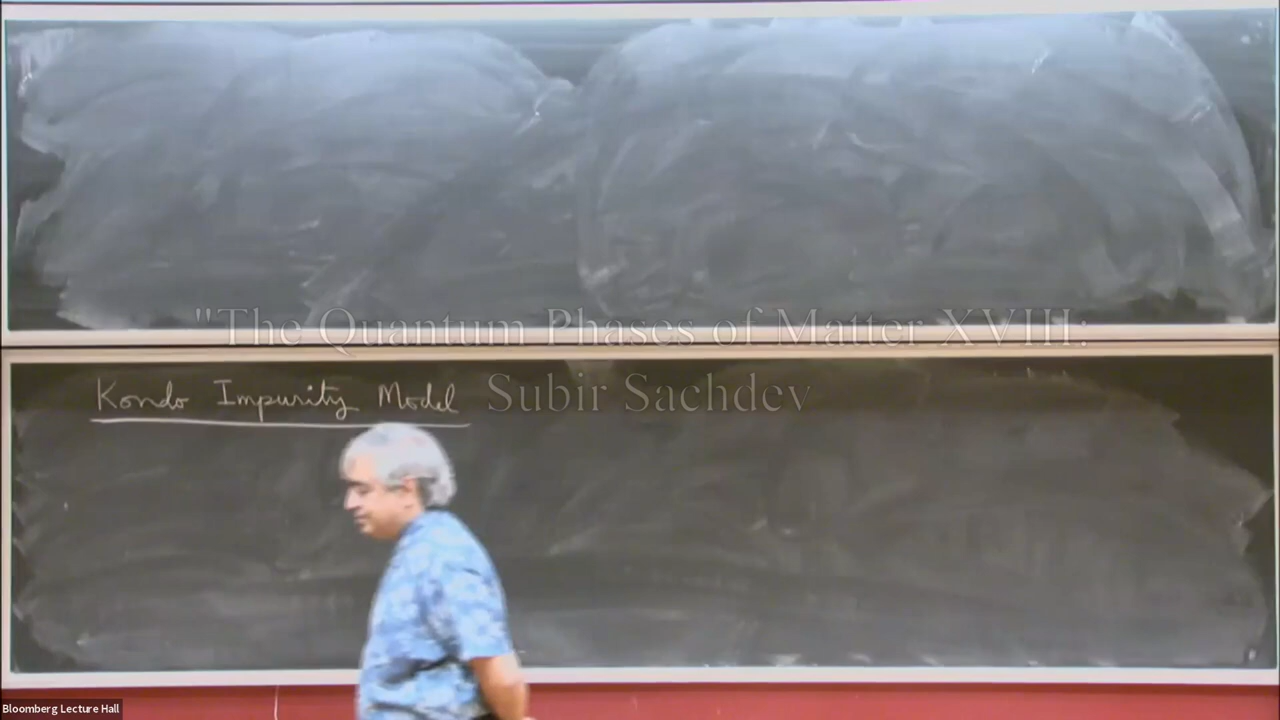 "The Quantum Phases of Matter XVIII:
Subir Sachdev
Kondo Impurity Model
Bloomberg Lecture Hall